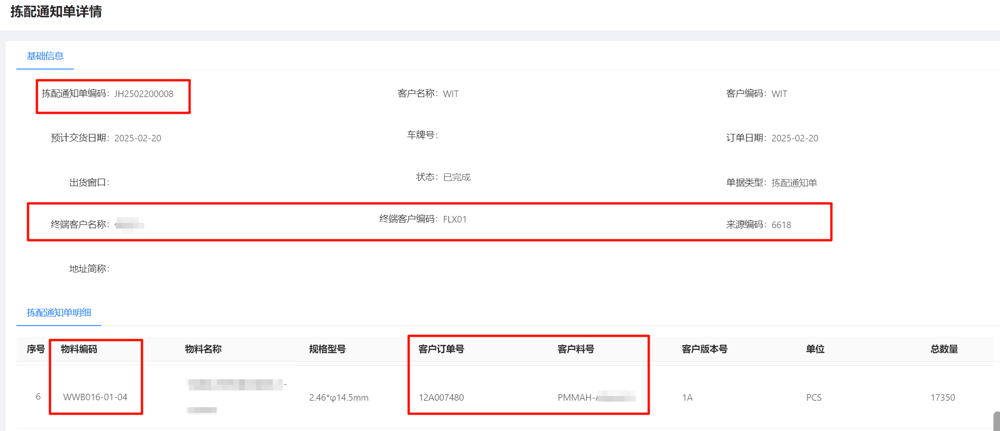 拣配通知单详情
基础信息
拣配通知单编码: JH2502200008
客户名称: WIT
客户编码: WIT
预计交货日期: 2025-02-20
车牌号:
订单日期: 2025-02-20
出货窗口:
状态: 已完成
单据类型: 拣配通知单
终端客户名称:
终端客户编码: FLX01
来源编码: 6618
地址简称:
拣配通知单明细
序号 物料编码 物料名称 规格型号 客户订单号 客户料号 客户版本号 单位 总数量
6 WWB016-01-04 2.46*φ14.5mm 12A007480 PMMAH- 1A PCS 17350